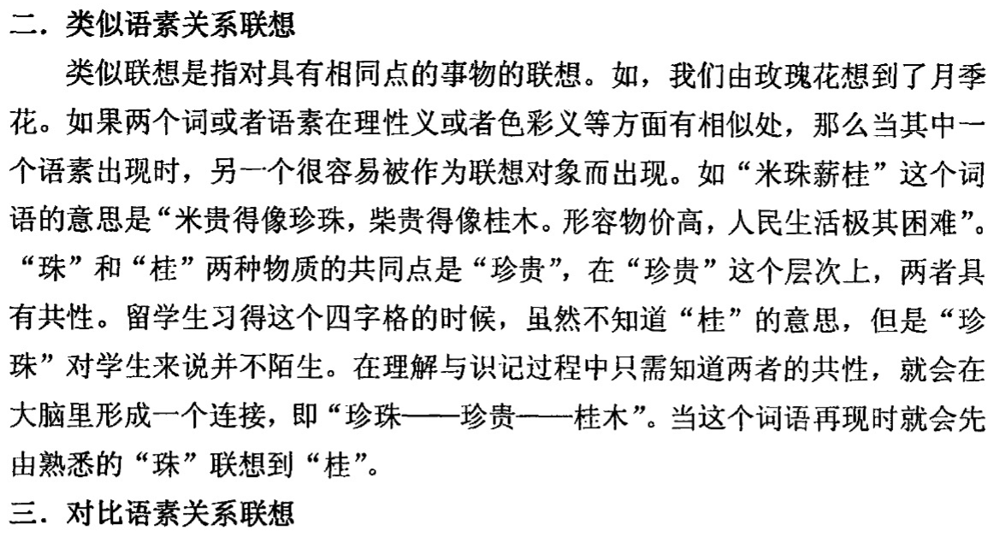 二．类似语素关系联想
类似联想是指对具有相同点的事物的联想。如，我们由玫瑰花想到了月季
花。如果两个词或者语素在理性义或者色彩义等方面有相似处，那么当其中一
个语素出现时，另一个很容易被作为联想对象而出现。如“米珠薪桂”这个词
语的意思是“米贵得像珍珠，柴贵得像桂木。形容物价高，人民生活极其困难”。
“珠”和“桂”两种物质的共同点是“珍贵”，在“珍贵”这个层次上，两者具
有共性。留学生习得这个四字格的时候，虽然不知道“桂”的意思，但是“珍
珠”对学生来说并不陌生。在理解与识记过程中只需知道两者的共性，就会在
大脑里形成一个连接，即“珍珠——珍贵——桂木”。当这个词语再现时就会先
由熟悉的“珠”联想到“桂”。
三．对比语素关系联想